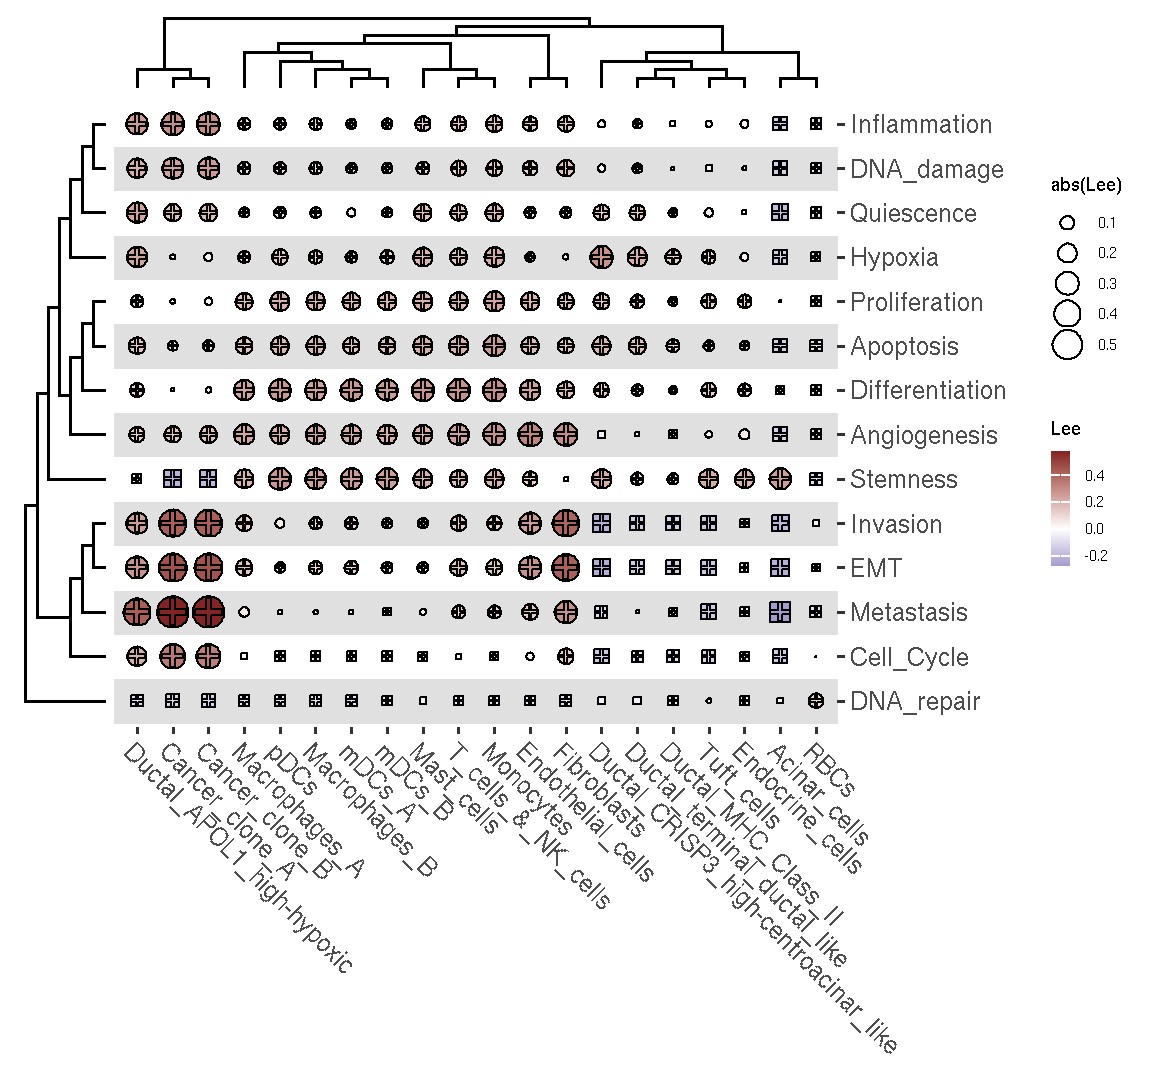 Inflammation
DNA_damage
Quiescence
Hypoxia
Proliferation
Apoptosis
Differentiation
Angiogenesis
Stemness
Invasion
EMT
Metastasis
Cell_Cycle
DNA_repair
Ductal_APOL1_high-hypoxic
Cancer_clone_A
Cancer_clone_B
Macrophages_A
pDCs
Macrophages_B
mDCs_A
mDCs_B
Mast_cells
T_cells_&_NK_cells
Monocytes
Endothelial_cells
Fibroblasts
Ductal_CRISP3_high-centroacinar_like
Ductal_terminal_ductal_like
Ductal_MHC_Class_II
Tuft_cells
Endocrine_cells
Acinar_cells
RBCs
abs(Lee)
0.1
0.2
0.3
0.4
0.5
Lee
0.4
0.2
0.0
-0.2